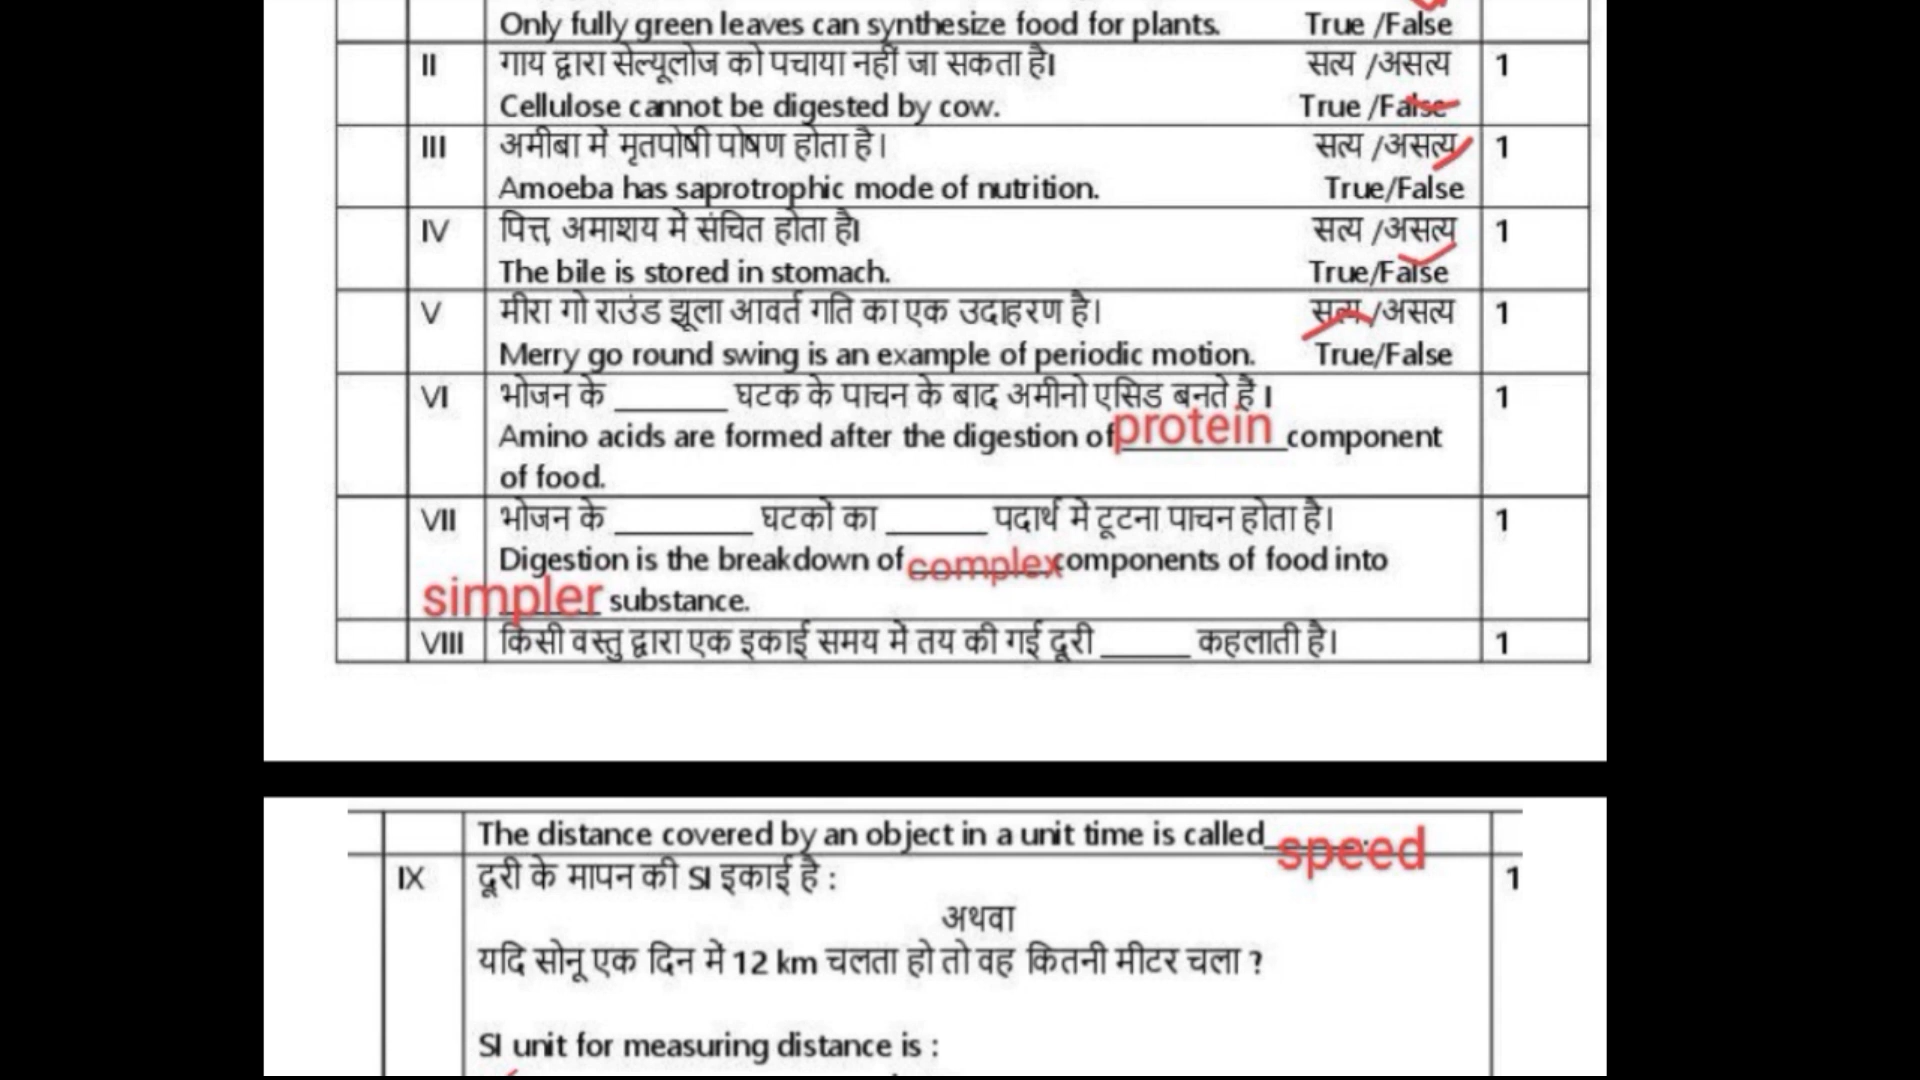 Only fully green leaves can synthesize food for plants. True /False
II गाय द्वारा सेल्यूलोज को पचाया नहीं जा सकता है। सत्य /असत्य 1
Cellulose cannot be digested by cow. True /False
III अमीबा में मृतपोषी पोषण होता है। सत्य /असत्य 1
Amoeba has saprotrophic mode of nutrition. True/False
IV पित्त, अमाशय में संचित होता है। सत्य /असत्य 1
The bile is stored in stomach. True/False
V मीरा गो राउंड झूला आवर्त गति का एक उदाहरण है। सत्य /असत्य 1
Merry go round swing is an example of periodic motion. True/False
VI भोजन के _______ घटक के पाचन के बाद अमीनो एसिड बनते हैं । 1
Amino acids are formed after the digestion of protein component
of food.
VII भोजन के ________ घटकों का ______ पदार्थ में टूटना पाचन होता है। 1
Digestion is the breakdown of complex components of food into
simpler substance.
VIII किसी वस्तु द्वारा एक इकाई समय में तय की गई दूरी _____ कहलाती है। 1
The distance covered by an object in a unit time is called speed.
IX दूरी के मापन की SI इकाई है : 1
अथवा
यदि सोनू एक दिन में 12 km चलता हो तो वह कितनी मीटर चला ?
SI unit for measuring distance is :